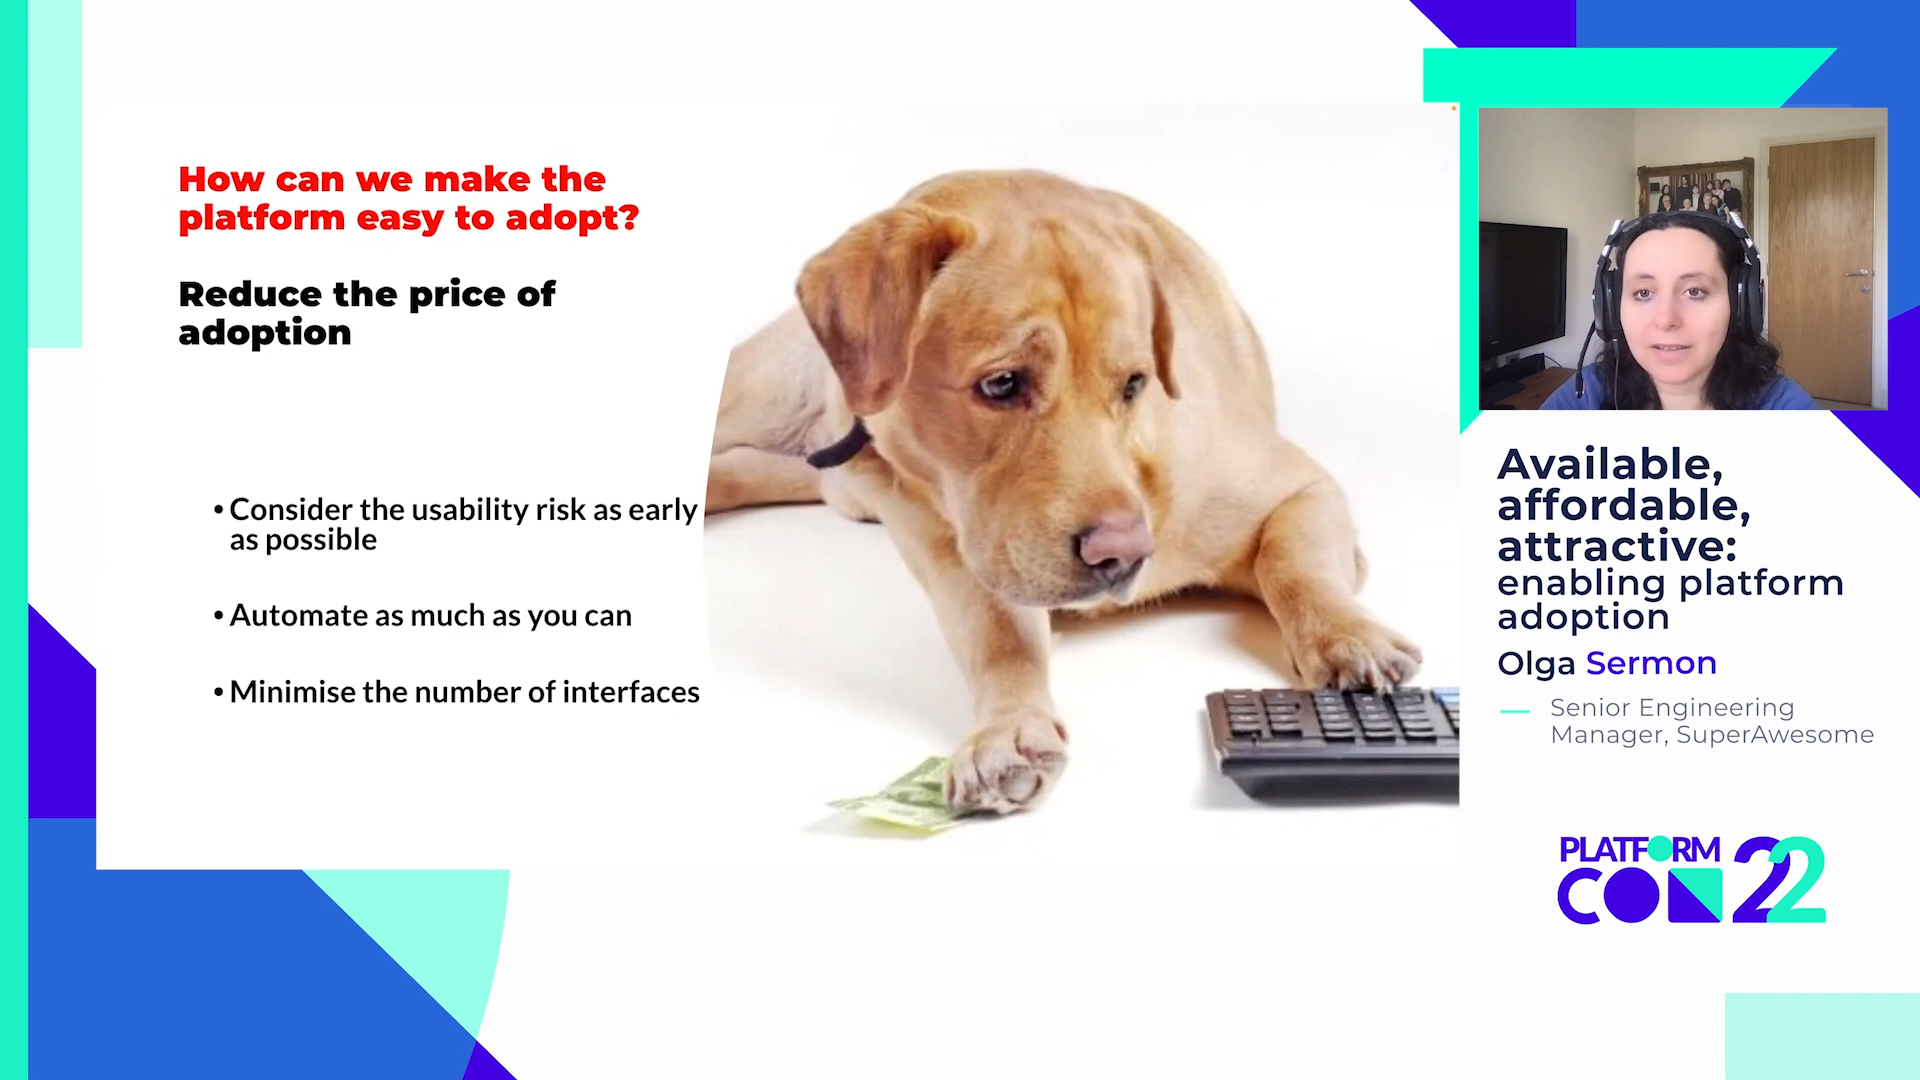 How can we make the
platform easy to adopt?
Reduce the price of
adoption
• Consider the usability risk as early
as possible
• Automate as much as you can
• Minimise the number of interfaces
Available,
affordable,
attractive:
enabling platform
adoption
Olga Sermon
Senior Engineering
Manager, SuperAwesome
PLATFORM
CON 22